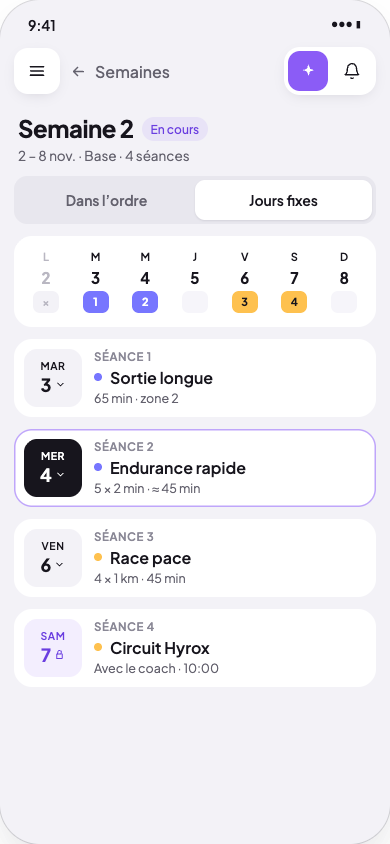 9:41
← Semaines
Semaine 2 En cours
2 – 8 nov. · Base · 4 séances
Dans l’ordre Jours fixes
L M M J V S D
2 3 4 5 6 7 8
× 1 2 3 4
MAR
3
SÉANCE 1
Sortie longue
65 min · zone 2
MER
4
SÉANCE 2
Endurance rapide
5 × 2 min · ≈ 45 min
VEN
6
SÉANCE 3
Race pace
4 × 1 km · 45 min
SAM
7
SÉANCE 4
Circuit Hyrox
Avec le coach · 10:00